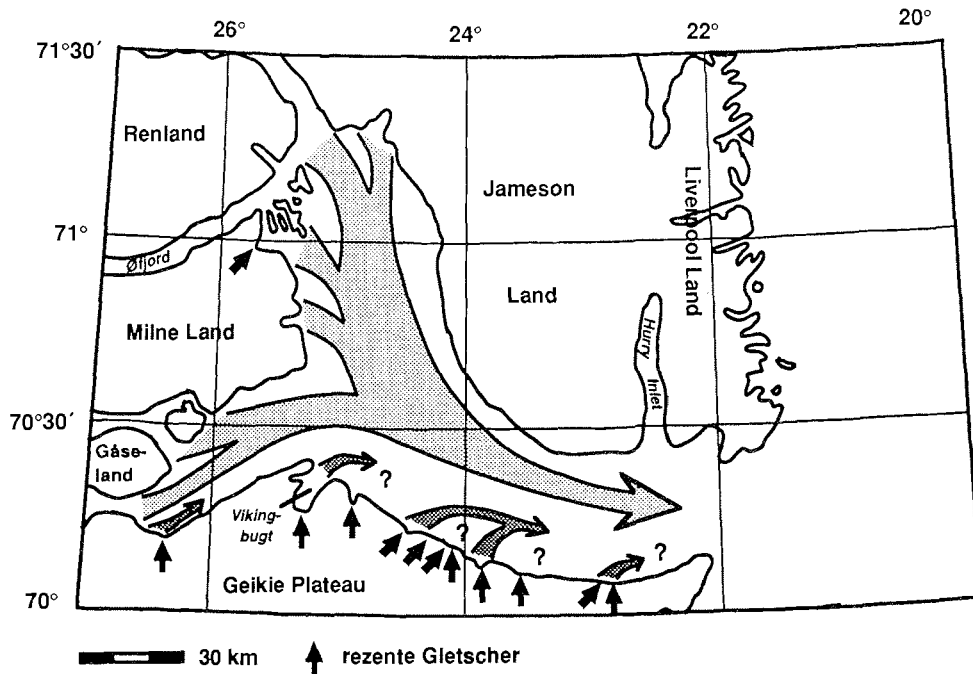 26° 24° 22° 20°
71°30′
Renland
Jameson
Liverpool Land
71°
Øfjord
Land
Milne Land
Hurry Inlet
70°30′
Gåse-
land
?
Viking-
bugt
? ? ?
Geikie Plateau
70°
30 km rezente Gletscher